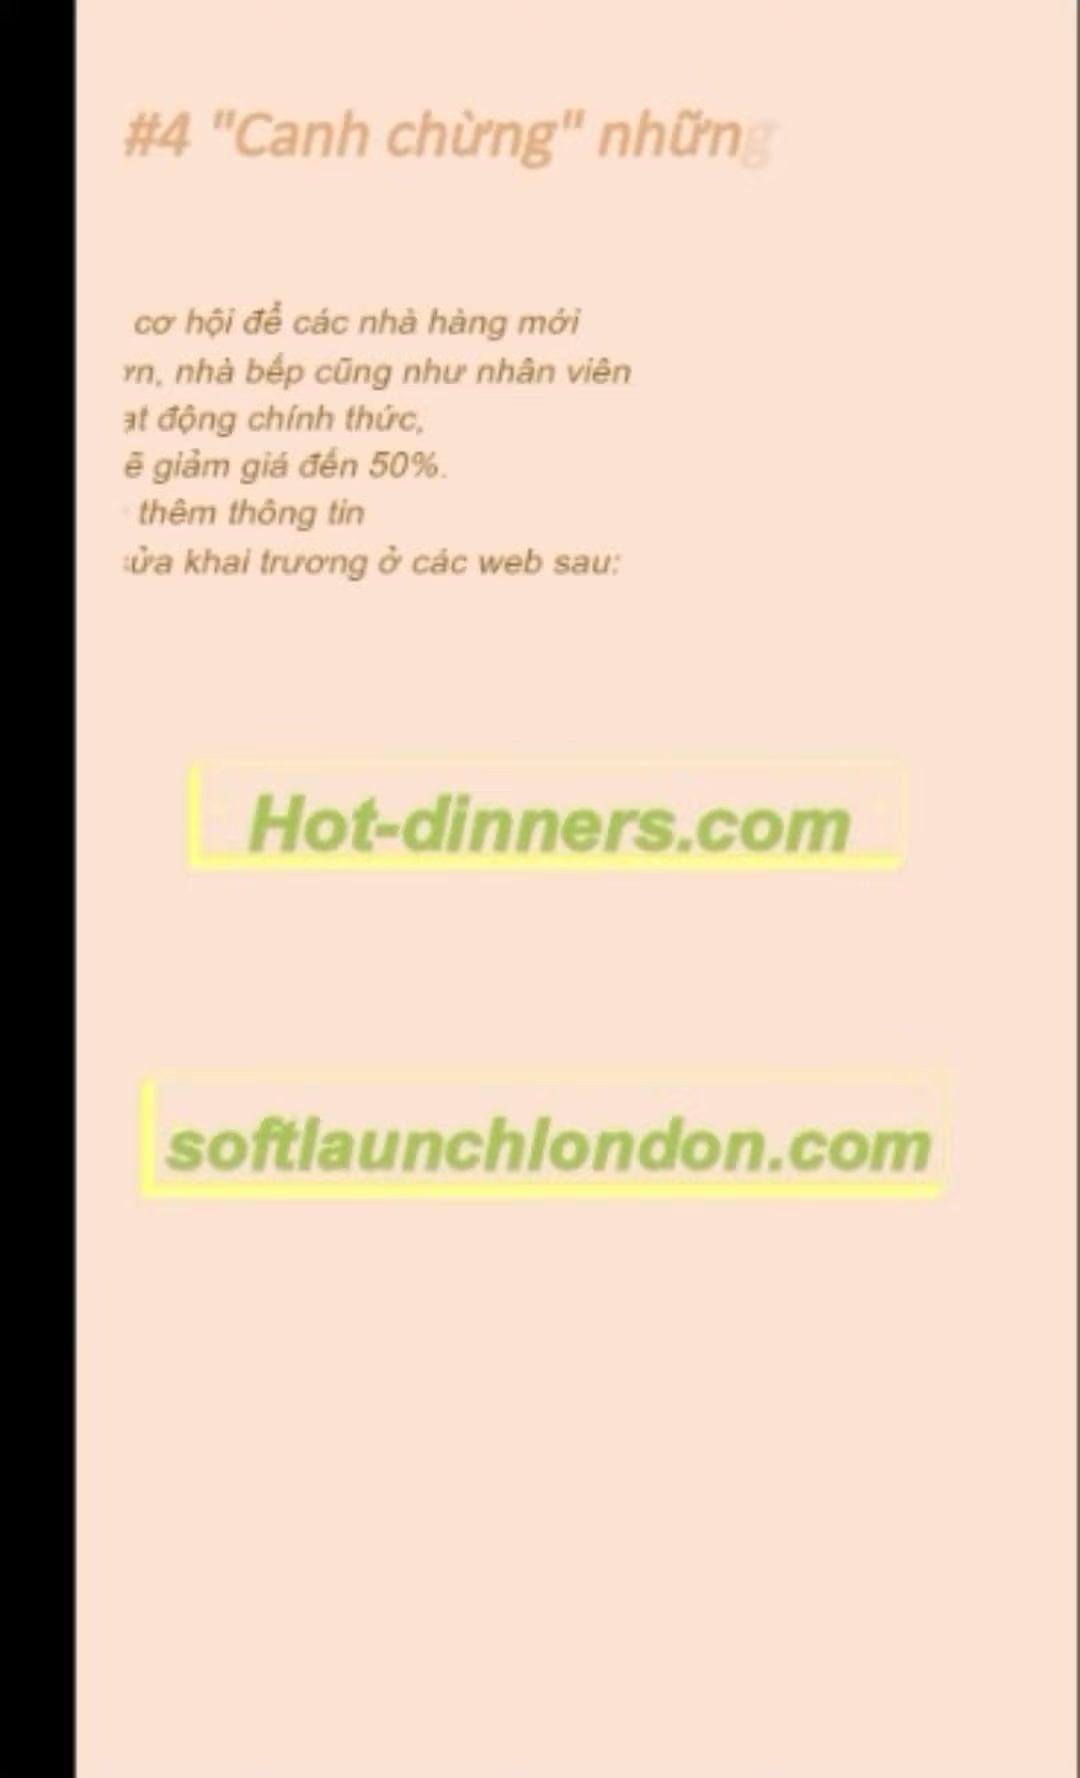 #4 "Canh chừng" những
cơ hội để các nhà hàng mới
nhà bếp cũng như nhân viên
động chính thức,
giảm giá đến 50%.
thêm thông tin
khai trương ở các web sau:
Hot-dinners.com
softlaunchlondon.com